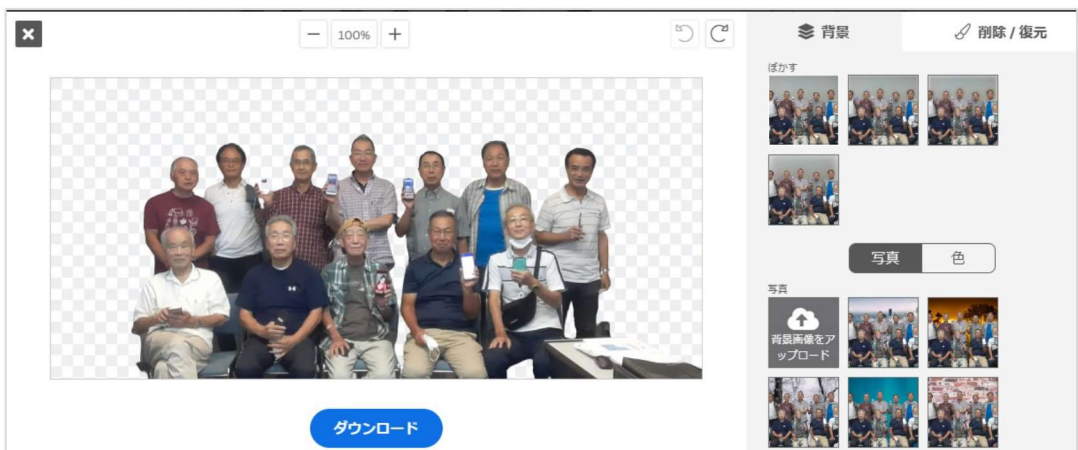 100%
背景
削除 / 復元
ぼかす
写真
色
写真
背景画像をア
ップロード
ダウンロード